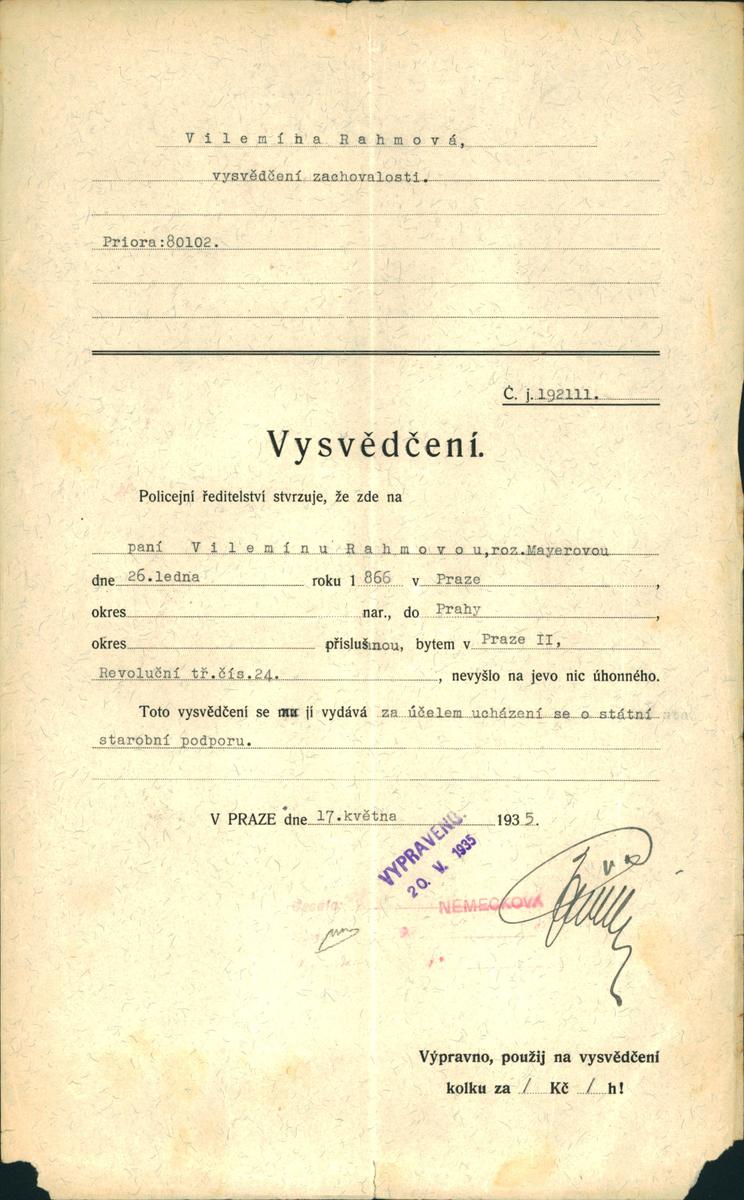 Vilemína Rahmová,
vysvědčení zachovalosti.
Priora:80102.
Č. j. 192111.
Vysvědčení.
Policejní ředitelství stvrzuje, že zde na
paní Vilemínu Rahmovou, roz. Mayerovou
dne 26.ledna roku 1 866 v Praze ,
okres nar., do Prahy ,
okres příslušnou, bytem v Praze II,
Revoluční tř.čís.24. , nevyšlo na jevo nic úhonného.
Toto vysvědčení se mu jí vydává za účelem ucházení se o státní
starobní podporu.
V PRAZE dne 17.května 1935.
VYPRAVENO
20. V. 1935
NĚMEČKOVÁ
Výpravno, použij na vysvědčení
kolku za / Kč / h!